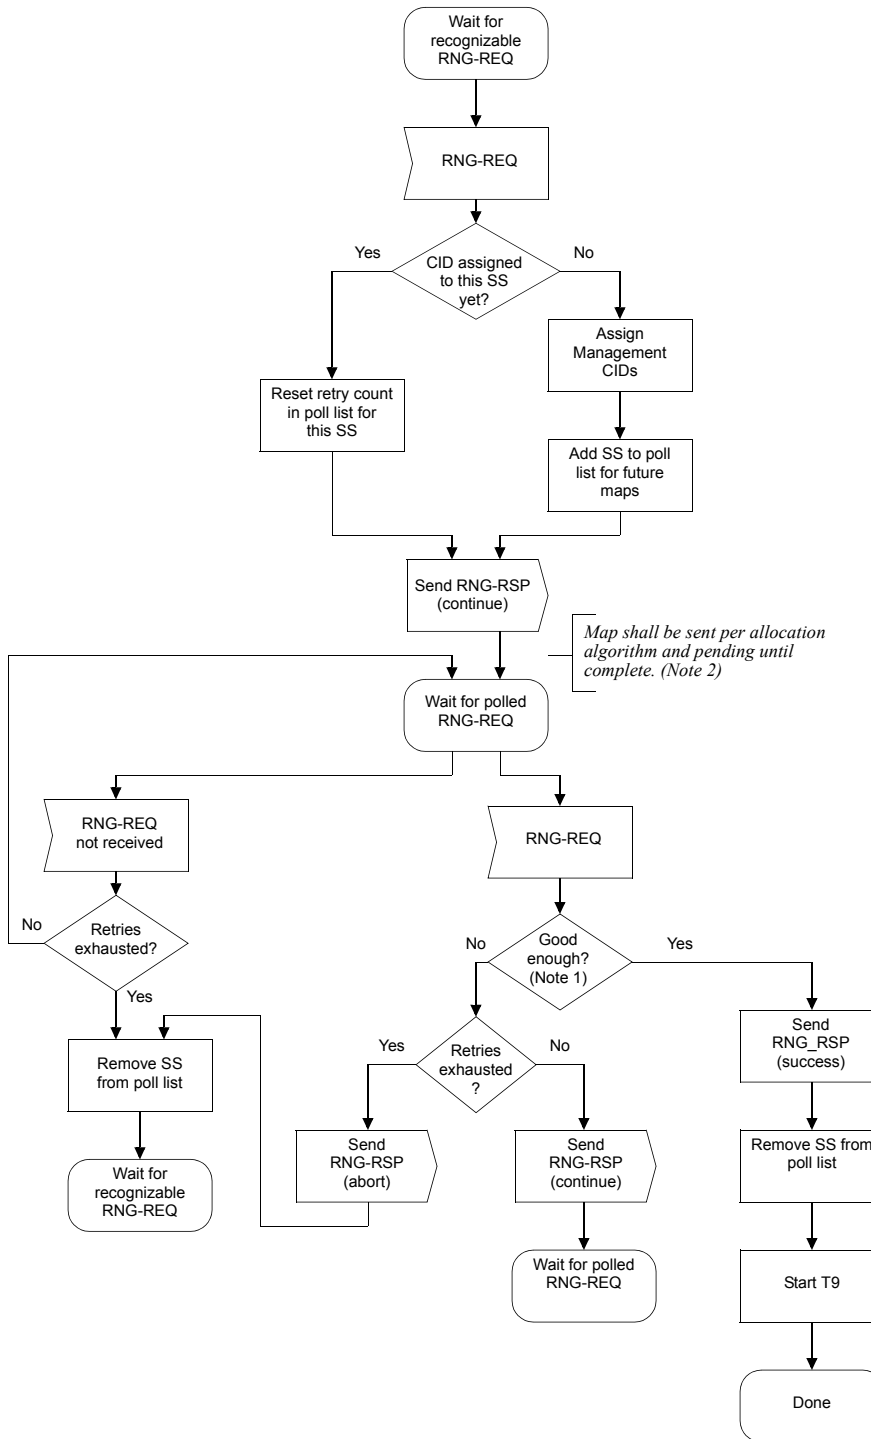 Wait for
recognizable
RNG-REQ
RNG-REQ
Yes
No
CID assigned
to this SS
yet?
Assign
Management
CIDs
Reset retry count
in poll list for
this SS
Add SS to poll
list for future
maps
Send RNG-RSP
(continue)
Map shall be sent per allocation
algorithm and pending until
complete. (Note 2)
Wait for polled
RNG-REQ
RNG-REQ
not received
RNG-REQ
No
Retries
exhausted?
Yes
No
Good
enough?
(Note 1)
Yes
Send
RNG_RSP
(success)
Remove SS
from poll list
Yes
Retries
exhausted
?
No
Wait for
recognizable
RNG-REQ
Send
RNG-RSP
(abort)
Send
RNG-RSP
(continue)
Remove SS from
poll list
Wait for polled
RNG-REQ
Start T9
Done